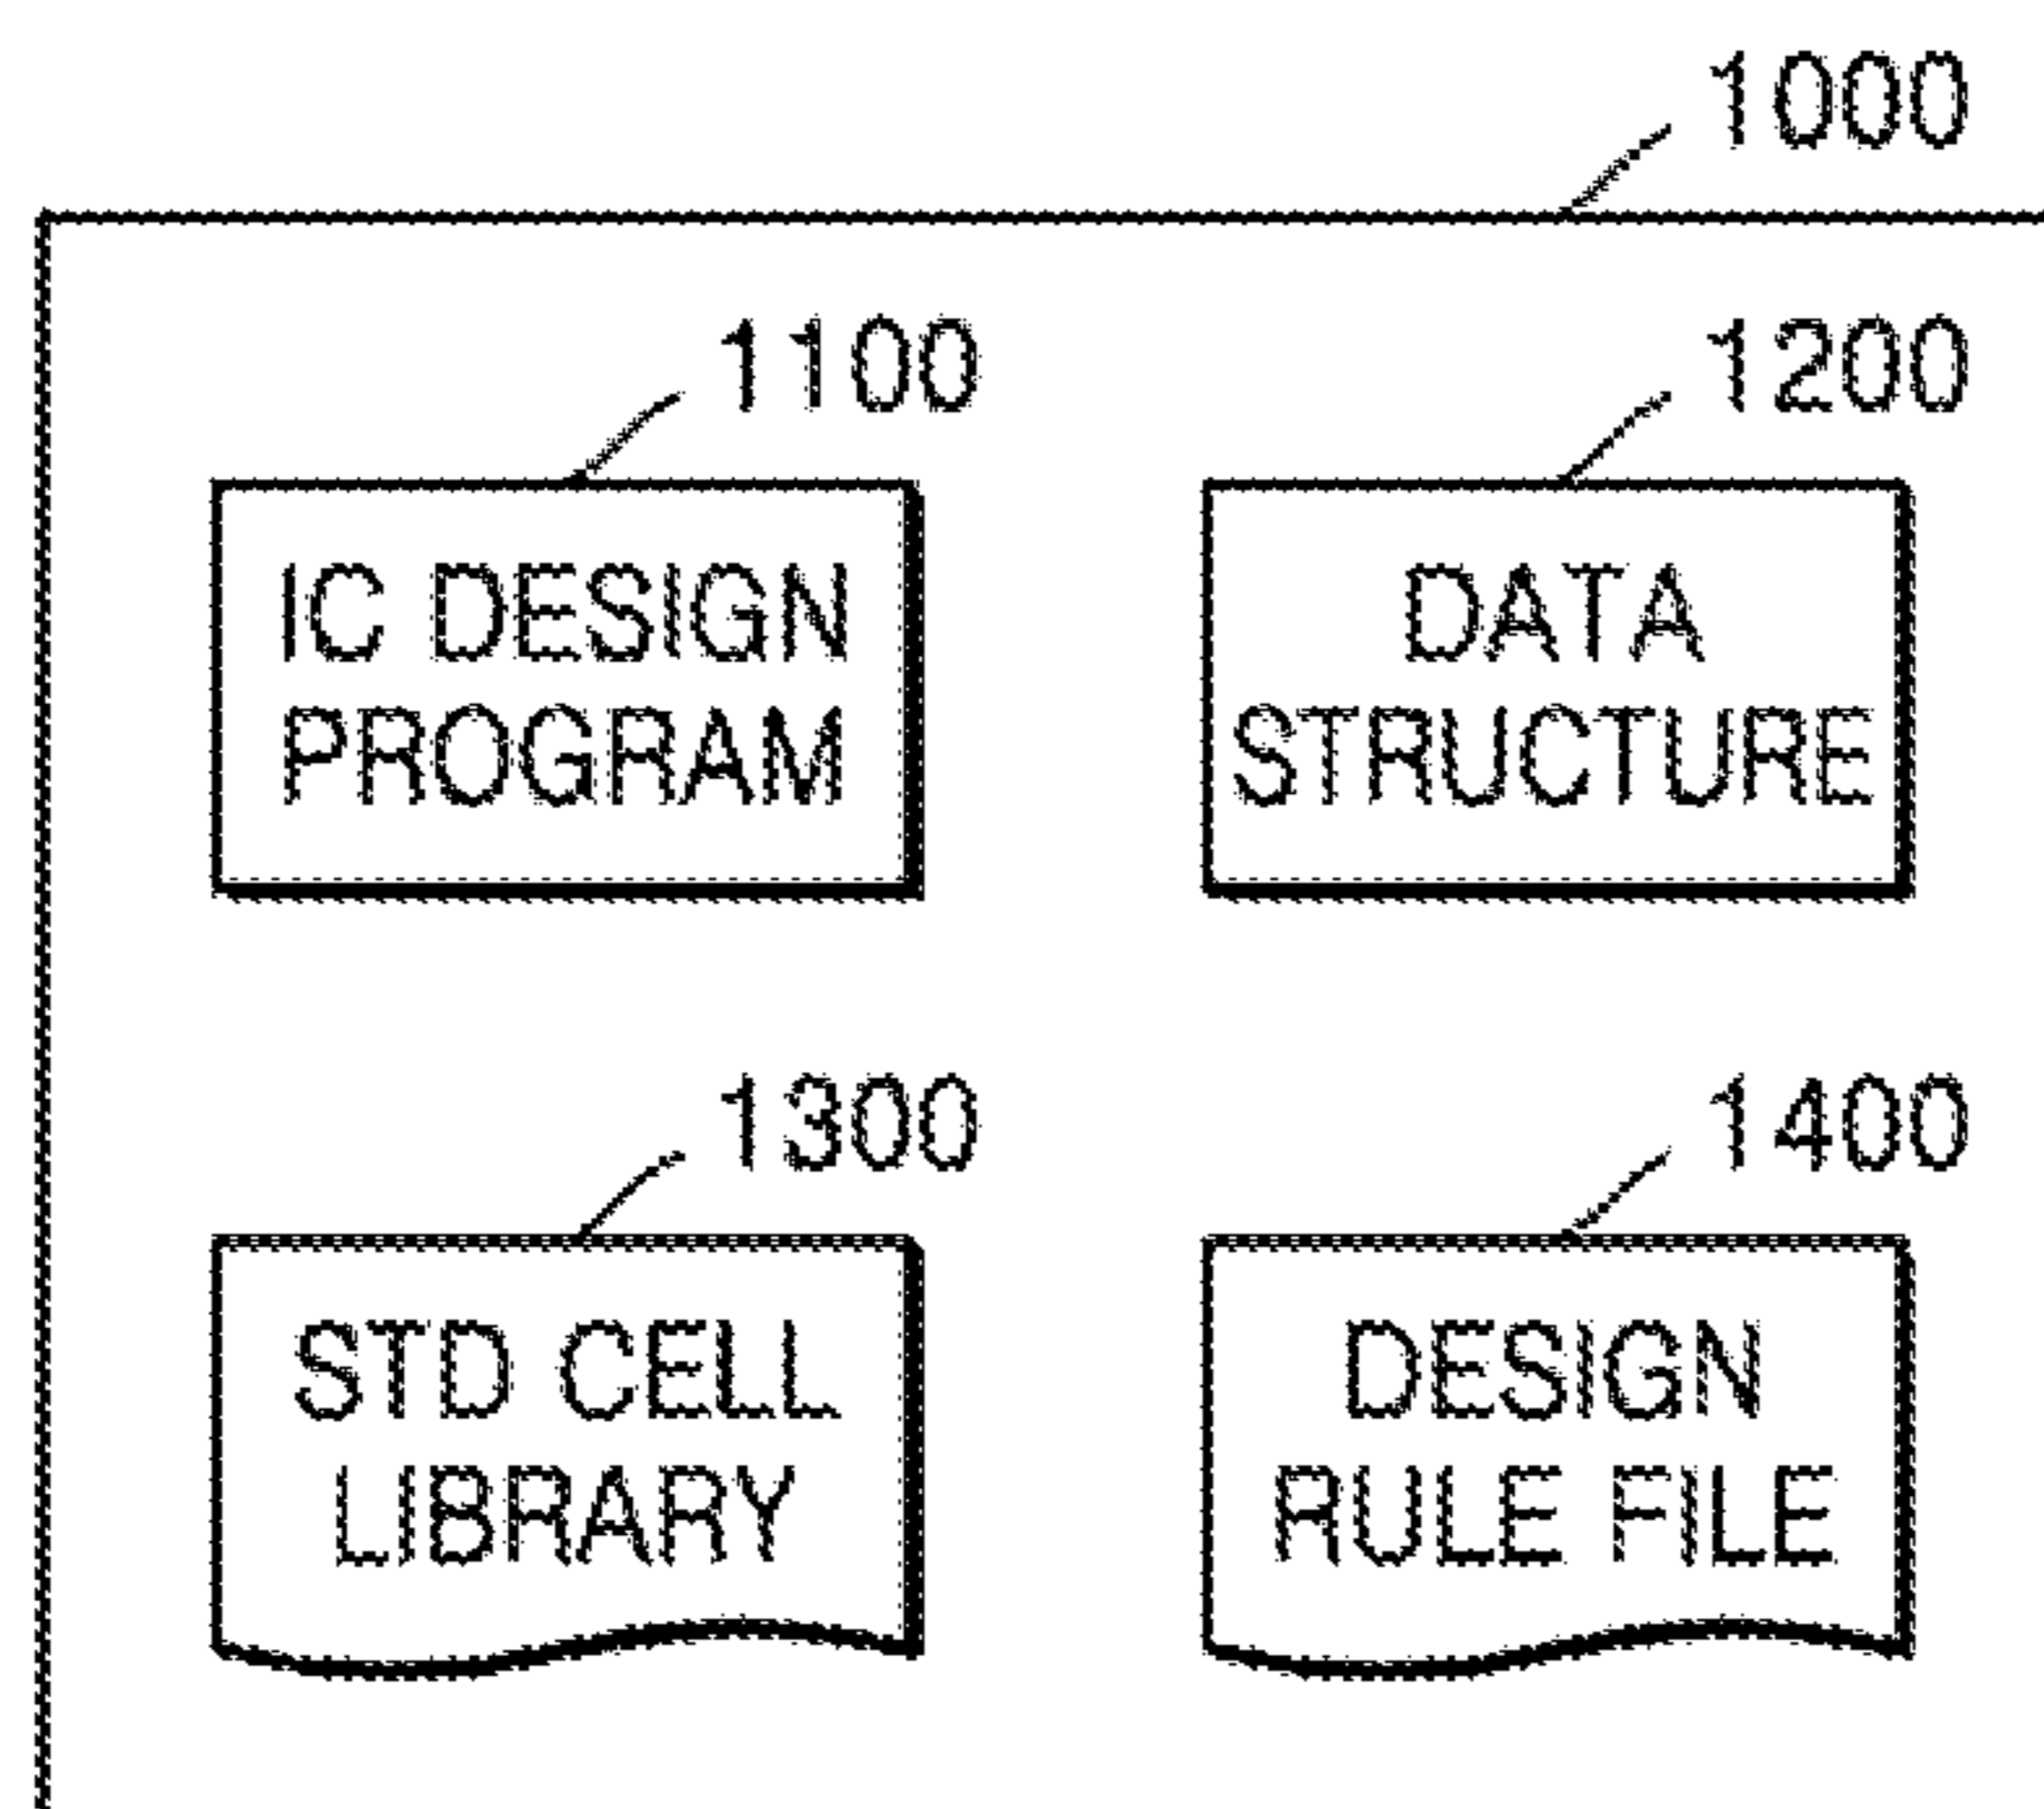 1000
1100
1200
IC DESIGN
PROGRAM
DATA
STRUCTURE
1300
1400
STD CELL
LIBRARY
DESIGN
RULE FILE